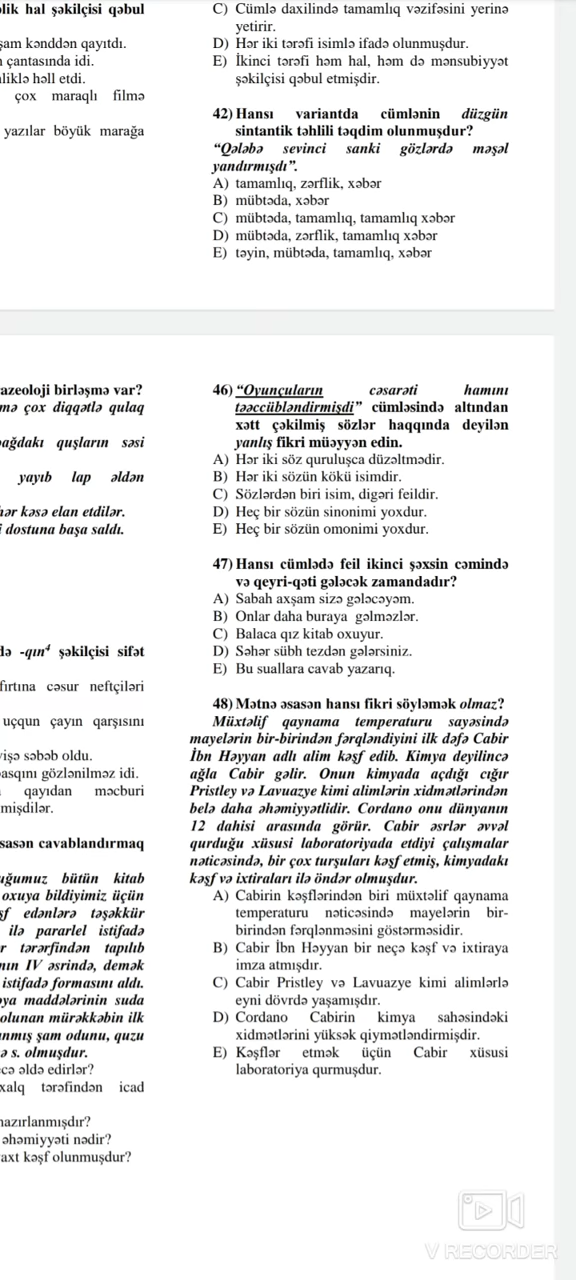 lik hal şəkilçisi qəbul
şam kənddən qayıtdı.
çantasında idi.
liklə həll etdi.
çox maraqlı filmə
yazılar böyük marağa
azeoloji birləşmə var?
mə çox diqqətlə qulaq
bağdakı quşların səsi
yayıb lap əldən
hər kəsə elan etdilər.
i dostuna başa saldı.
də -qın⁴ şəkilçisi sifət
fırtına cəsur neftçiləri
uçqun çayın qarşısını
vişə səbəb oldu.
basqını gözlənilməz idi.
qayıdan məcburi
mişdilər.
sasən cavablandırmaq
uğumuz bütün kitab
oxuya bildiyimiz üçün
şf edənlərə təşəkkür
ilə pararlel istifadə
r tərərfindən tapılıb
nın IV əsrində, demək
istifadə formasını aldı.
oya maddələrinin suda
olunan mürəkkəbin ilk
nmış şam odunu, quzu
ə s. olmuşdur.
cə əldə edirlər?
xalq tərəfindən icad
hazırlanmışdır?
əhəmiyyəti nədir?
axt kəşf olunmuşdur?
C) Cümlə daxilində tamamlıq vəzifəsini yerinə
yetirir.
D) Hər iki tərəfi isimlə ifadə olunmuşdur.
E) İkinci tərəfi həm hal, həm də mənsubiyyət
şəkilçisi qəbul etmişdir.
42) Hansı variantda cümlənin düzgün
sintantik təhlili təqdim olunmuşdur?
“Qələbə sevinci sanki gözlərdə məşəl
yandırmışdı”.
A) tamamlıq, zərflik, xəbər
B) mübtəda, xəbər
C) mübtəda, tamamlıq, tamamlıq xəbər
D) mübtəda, zərflik, tamamlıq xəbər
E) təyin, mübtəda, tamamlıq, xəbər
46) “Oyunçuların cəsarəti hamını
təəccübləndirmişdi” cümləsində altından
xətt çəkilmiş sözlər haqqında deyilən
yanlış fikri müəyyən edin.
A) Hər iki söz quruluşca düzəltmədir.
B) Hər iki sözün kökü isimdir.
C) Sözlərdən biri isim, digəri feildir.
D) Heç bir sözün sinonimi yoxdur.
E) Heç bir sözün omonimi yoxdur.
47) Hansı cümlədə feil ikinci şəxsin cəmində
və qeyri-qəti gələcək zamandadır?
A) Sabah axşam sizə gələcəyəm.
B) Onlar daha buraya gəlməzlər.
C) Balaca qız kitab oxuyur.
D) Səhər sübh tezdən gələrsiniz.
E) Bu suallara cavab yazarıq.
48) Mətnə əsasən hansı fikri söyləmək olmaz?
Müxtəlif qaynama temperaturu sayəsində
mayelərin bir-birindən fərqləndiyini ilk dəfə Cabir
İbn Həyyan adlı alim kəşf edib. Kimya deyilincə
ağla Cabir gəlir. Onun kimyada açdığı cığır
Pristley və Lavuazye kimi alimlərin xidmətlərindən
belə daha əhəmiyyətlidir. Cordano onu dünyanın
12 dahisi arasında görür. Cabir əsrlər əvvəl
qurduğu xüsusi laboratoriyada etdiyi çalışmalar
nəticəsində, bir çox turşuları kəşf etmiş, kimyadakı
kəşf və ixtiraları ilə öndər olmuşdur.
A) Cabirin kəşflərindən biri müxtəlif qaynama
temperaturu nəticəsində mayelərin bir-
birindən fərqlənməsini göstərməsidir.
B) Cabir İbn Həyyan bir neçə kəşf və ixtiraya
imza atmışdır.
C) Cabir Pristley və Lavuazye kimi alimlərlə
eyni dövrdə yaşamışdır.
D) Cordano Cabirin kimya sahəsindəki
xidmətlərini yüksək qiymətləndirmişdir.
E) Kəşflər etmək üçün Cabir xüsusi
laboratoriya qurmuşdur.
V RECORDER